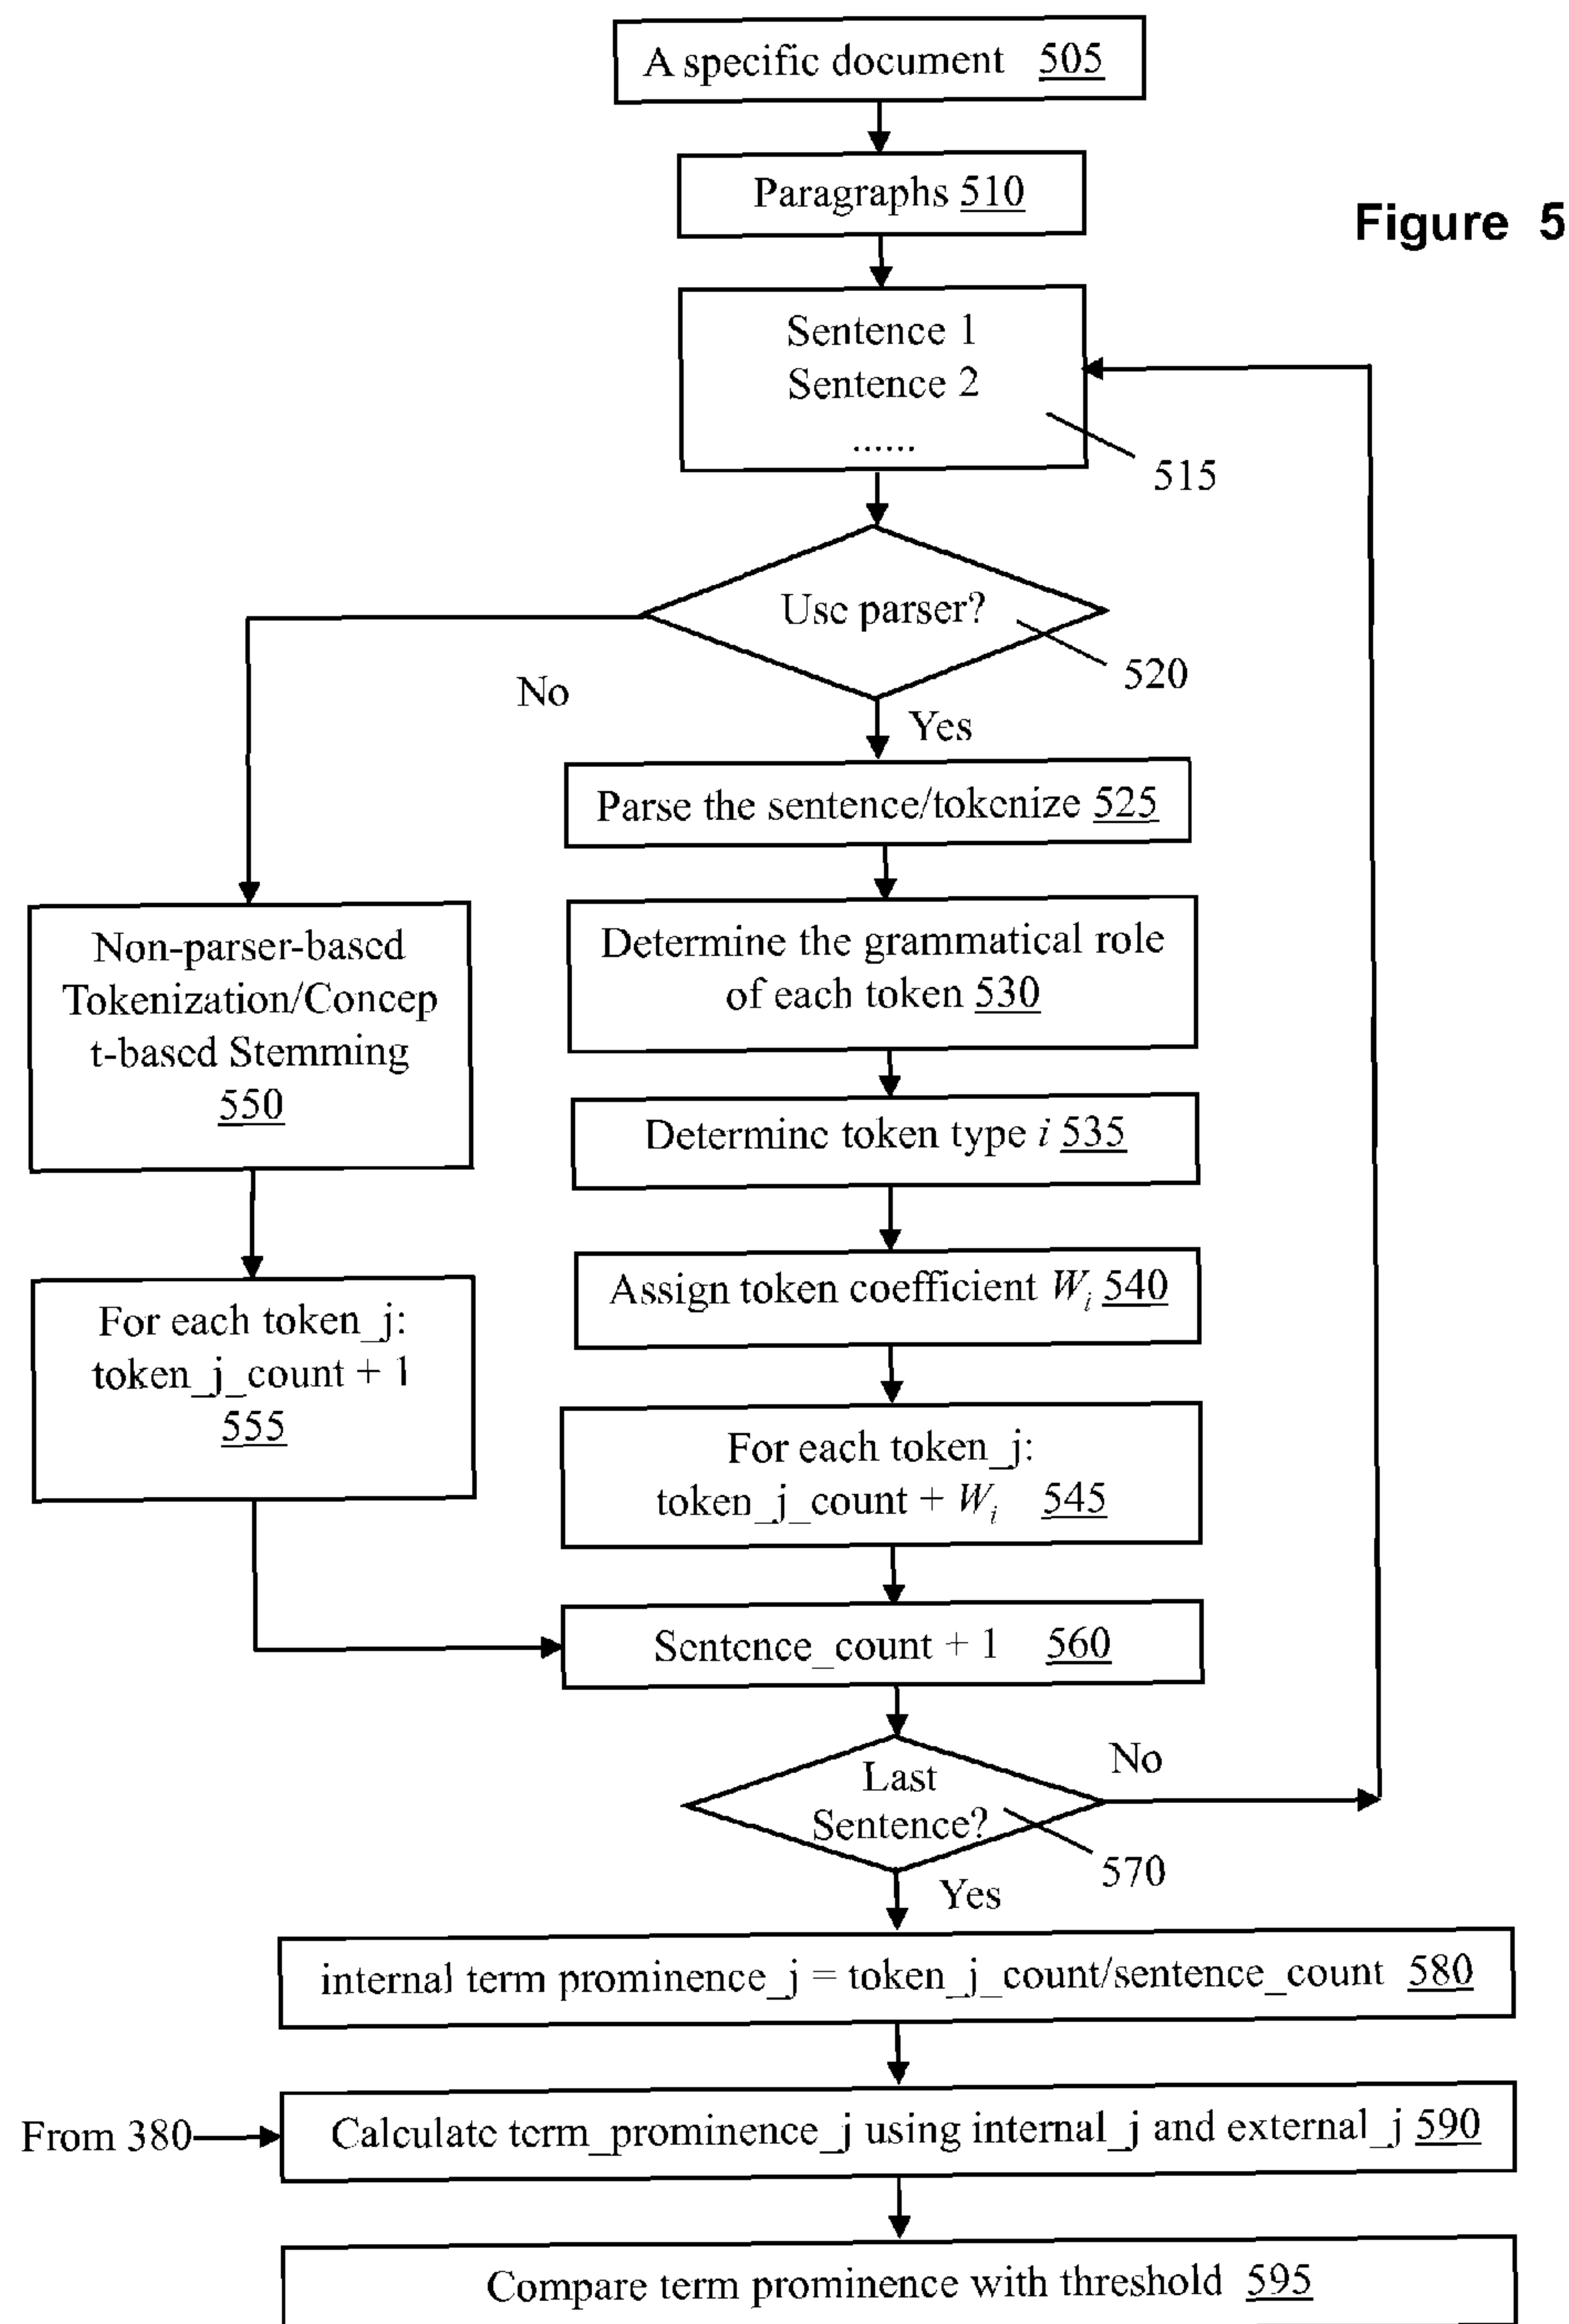 A specific document 505
Paragraphs 510
Figure 5
Sentence 1
Sentence 2
......
515
Use parser?
520
No
Yes
Parse the sentence/tokenize 525
Determine the grammatical role
of each token 530
Non-parser-based
Tokenization/Concep
t-based Stemming
550
Determine token type i 535
Assign token coefficient Wi 540
For each token_j:
token_j_count + 1
555
For each token_j:
token_j_count + Wi 545
Sentence_count + 1 560
Last
Sentence?
No
570
Yes
internal term prominence_j = token_j_count/sentence_count 580
From 380
Calculate term_prominence_j using internal_j and external_j 590
Compare term prominence with threshold 595